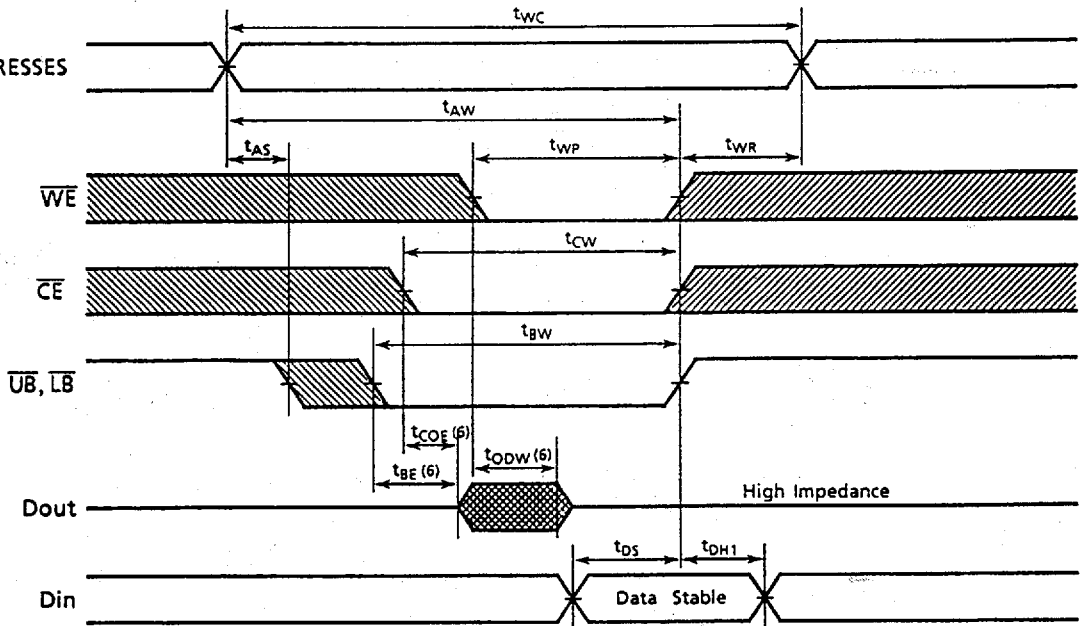 tWC
RESSES
tAW
tAS
tWP
tWR
WE
tCW
CE
tBW
UB, LB
tCOE (6)
tODW (6)
tBE (6)
High Impedance
Dout
tDS
tDH1
Din
Data Stable